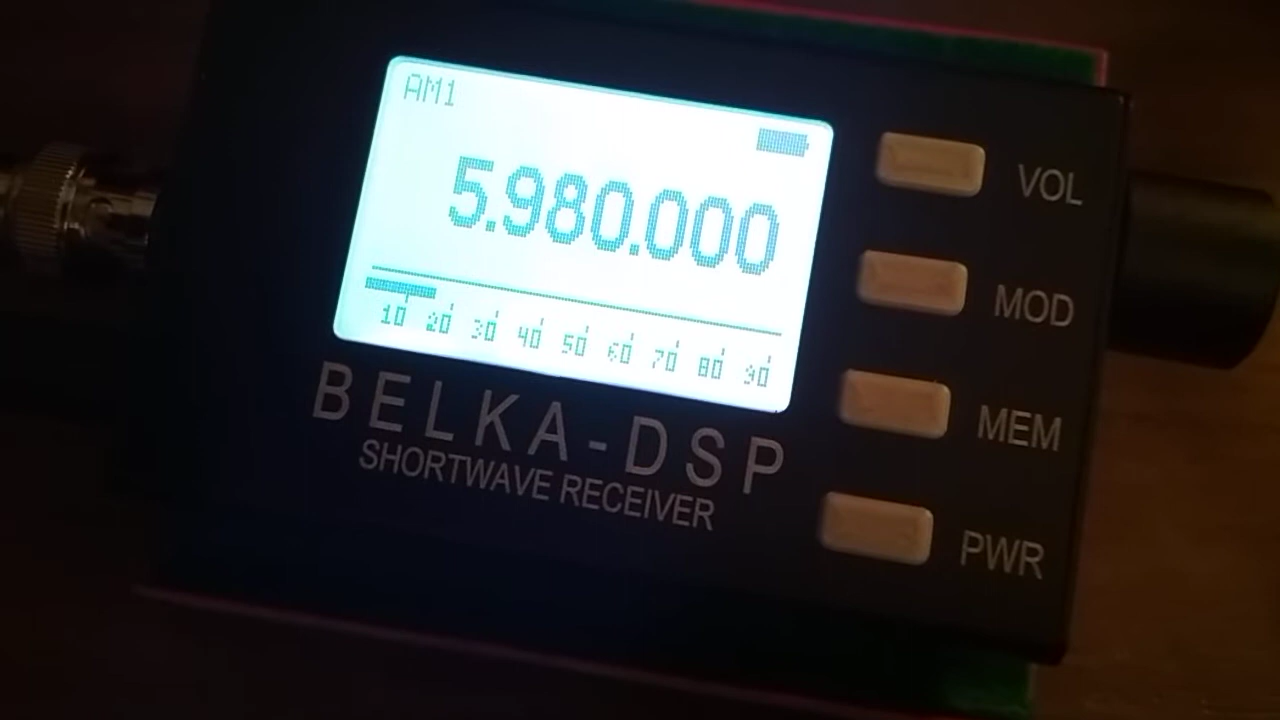 AM1
5.980.000
10 20 30 40 50 60 70 80 90
BELKA-DSP
SHORTWAVE RECEIVER
VOL
MOD
MEM
PWR